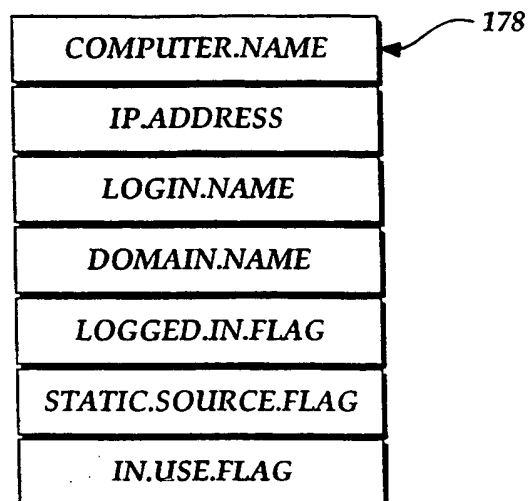 178
COMPUTER.NAME
IP.ADDRESS
LOGIN.NAME
DOMAIN.NAME
LOGGED.IN.FLAG
STATIC.SOURCE.FLAG
IN.USE.FLAG